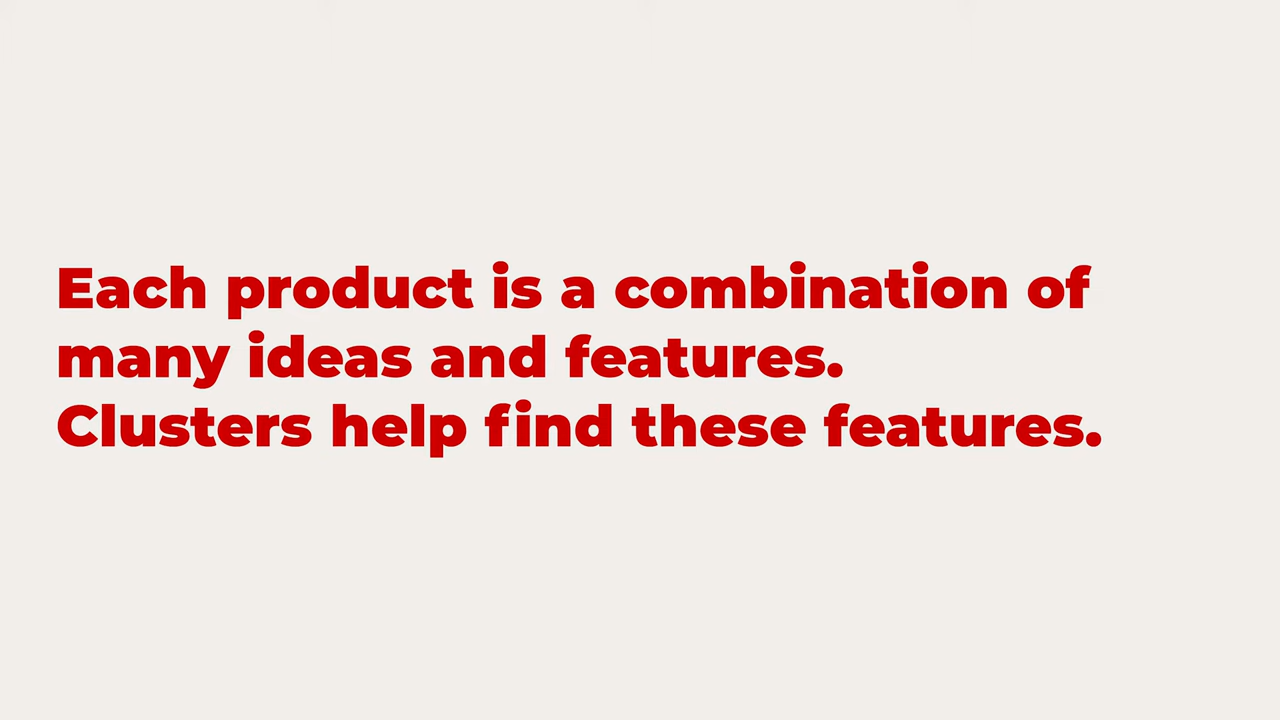 Each product is a combination of
many ideas and features.
Clusters help find these features.